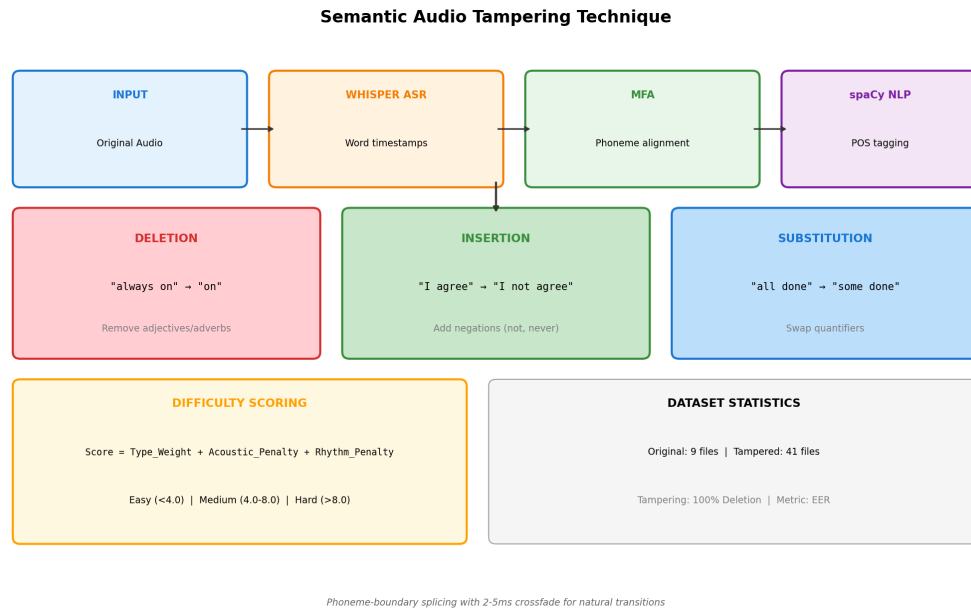 Semantic Audio Tampering Technique
INPUT
Original Audio
WHISPER ASR
Word timestamps
MFA
Phoneme alignment
spaCy NLP
POS tagging
DELETION
"always on" → "on"
Remove adjectives/adverbs
INSERTION
"I agree" → "I not agree"
Add negations (not, never)
SUBSTITUTION
"all done" → "some done"
Swap quantifiers
DIFFICULTY SCORING
Score = Type_Weight + Acoustic_Penalty + Rhythm_Penalty
Easy (<4.0) | Medium (4.0-8.0) | Hard (>8.0)
DATASET STATISTICS
Original: 9 files | Tampered: 41 files
Tampering: 100% Deletion | Metric: EER
Phoneme-boundary splicing with 2-5ms crossfade for natural transitions